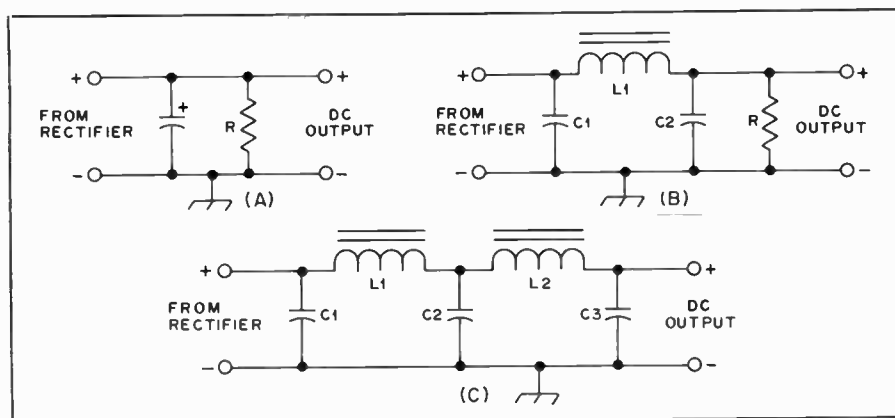 + + + + +
FROM RECTIFIER R DC OUTPUT
- -
(A)
L1
FROM RECTIFIER C1 C2 R DC OUTPUT
- -
(B)
+ +
L1 L2
FROM RECTIFIER C1 C2 C3 DC OUTPUT
- -
(C)